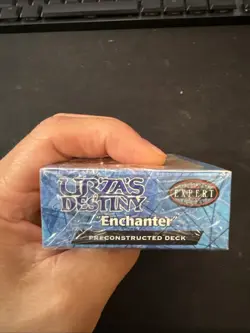 URZA'S
DESTINY
EXPERT
"Enchanter"
PRECONSTRUCTED DECK